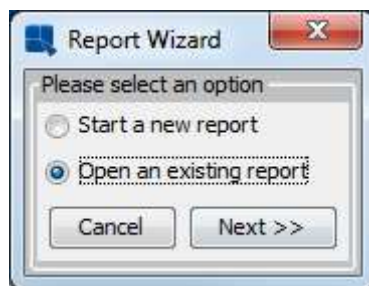 Report Wizard
Please select an option
Start a new report
Open an existing report
Cancel Next >>